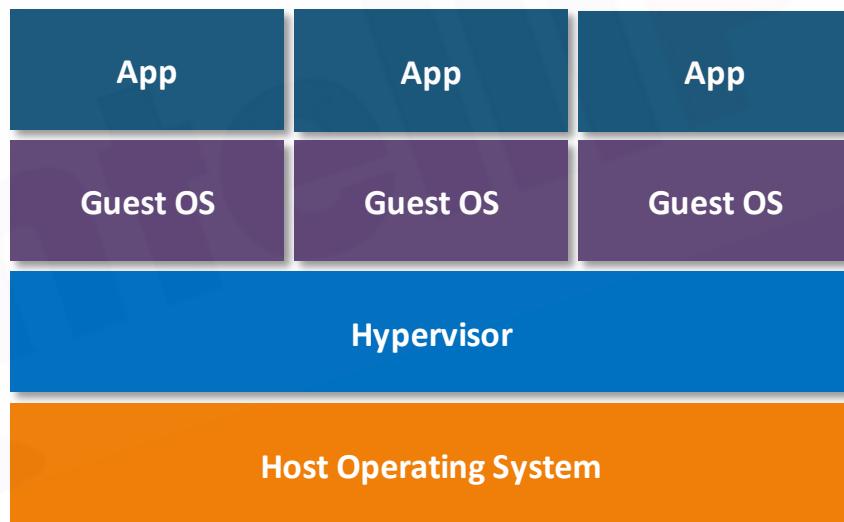 App App App
Guest OS Guest OS Guest OS
Hypervisor
Host Operating System